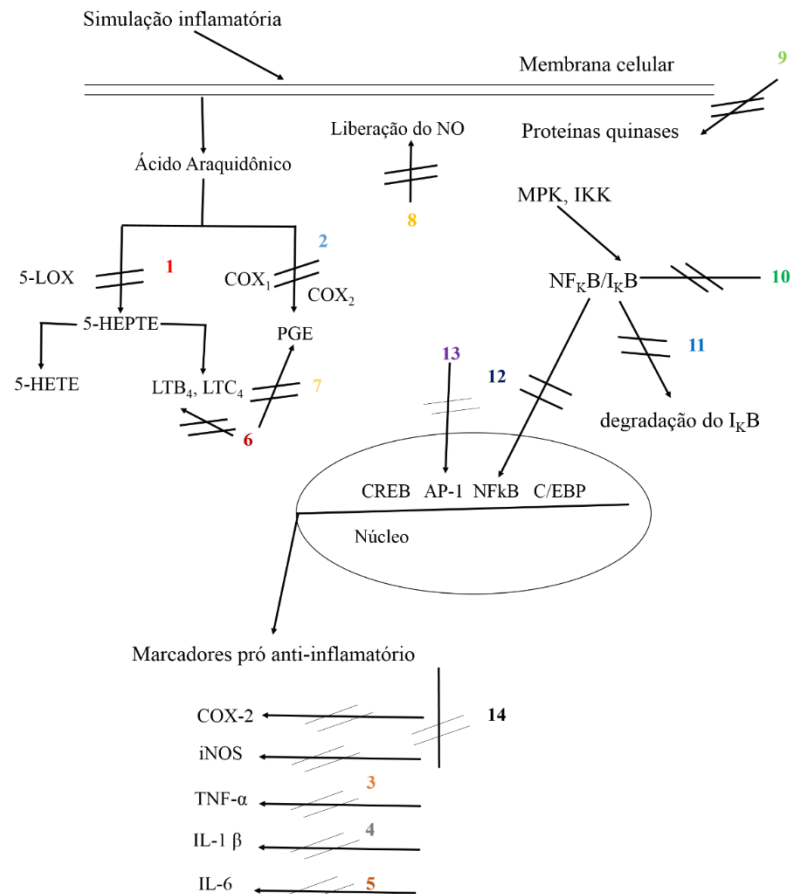 Simulação inflamatória
Membrana celular
9
Liberação do NO
Proteínas quinases
Ácido Araquidônico
8
MPK, IKK
1
2
5-LOX
COX1
COX2
NFKB/IKB
10
5-HEPTE
PGE
13
12
11
5-HETE
LTB4, LTC4
7
6
degradação do IKB
CREB AP-1 NFkB C/EBP
Núcleo
Marcadores pró anti-inflamatório
COX-2
14
iNOS
3
TNF-α
4
IL-1 β
5
IL-6